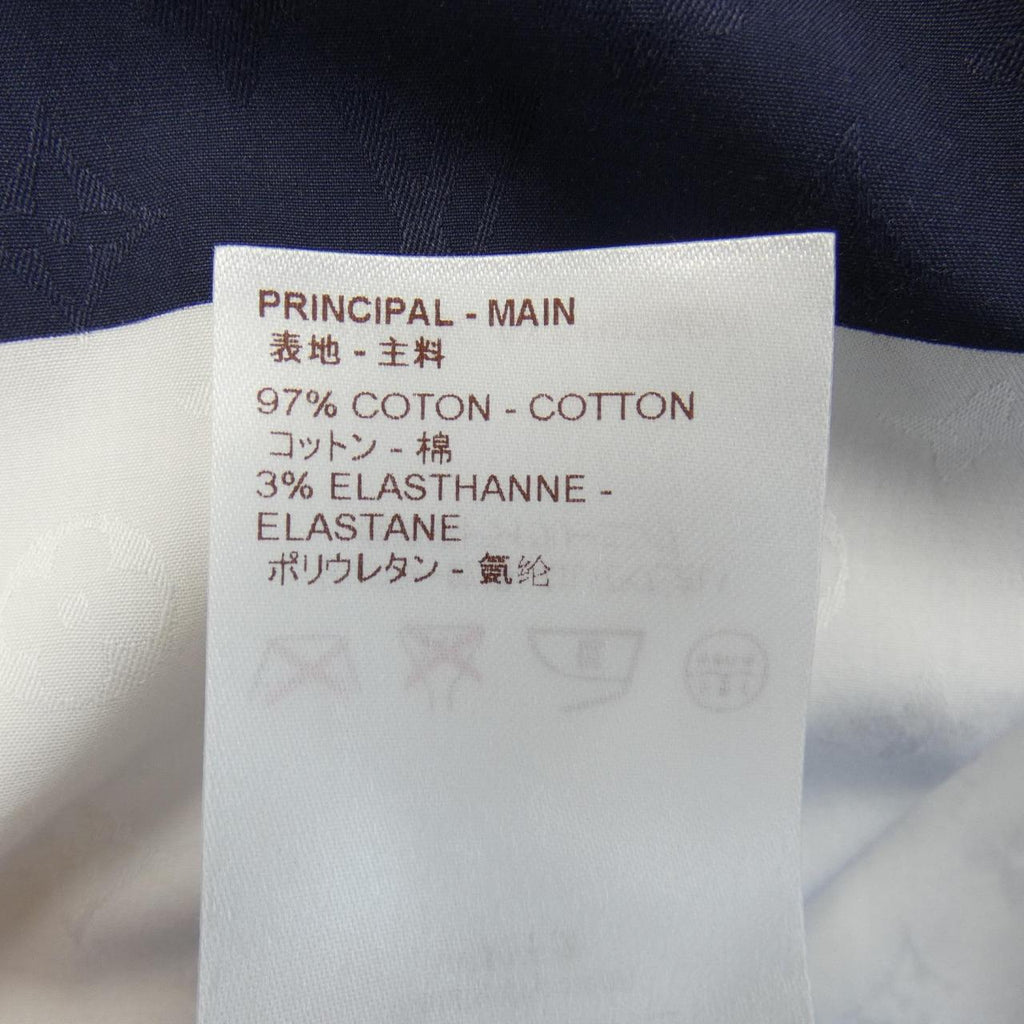 PRINCIPAL - MAIN
表地 - 主料
97% COTON - COTTON
コットン - 棉
3% ELASTHANNE -
ELASTANE
ポリウレタン - 氨纶